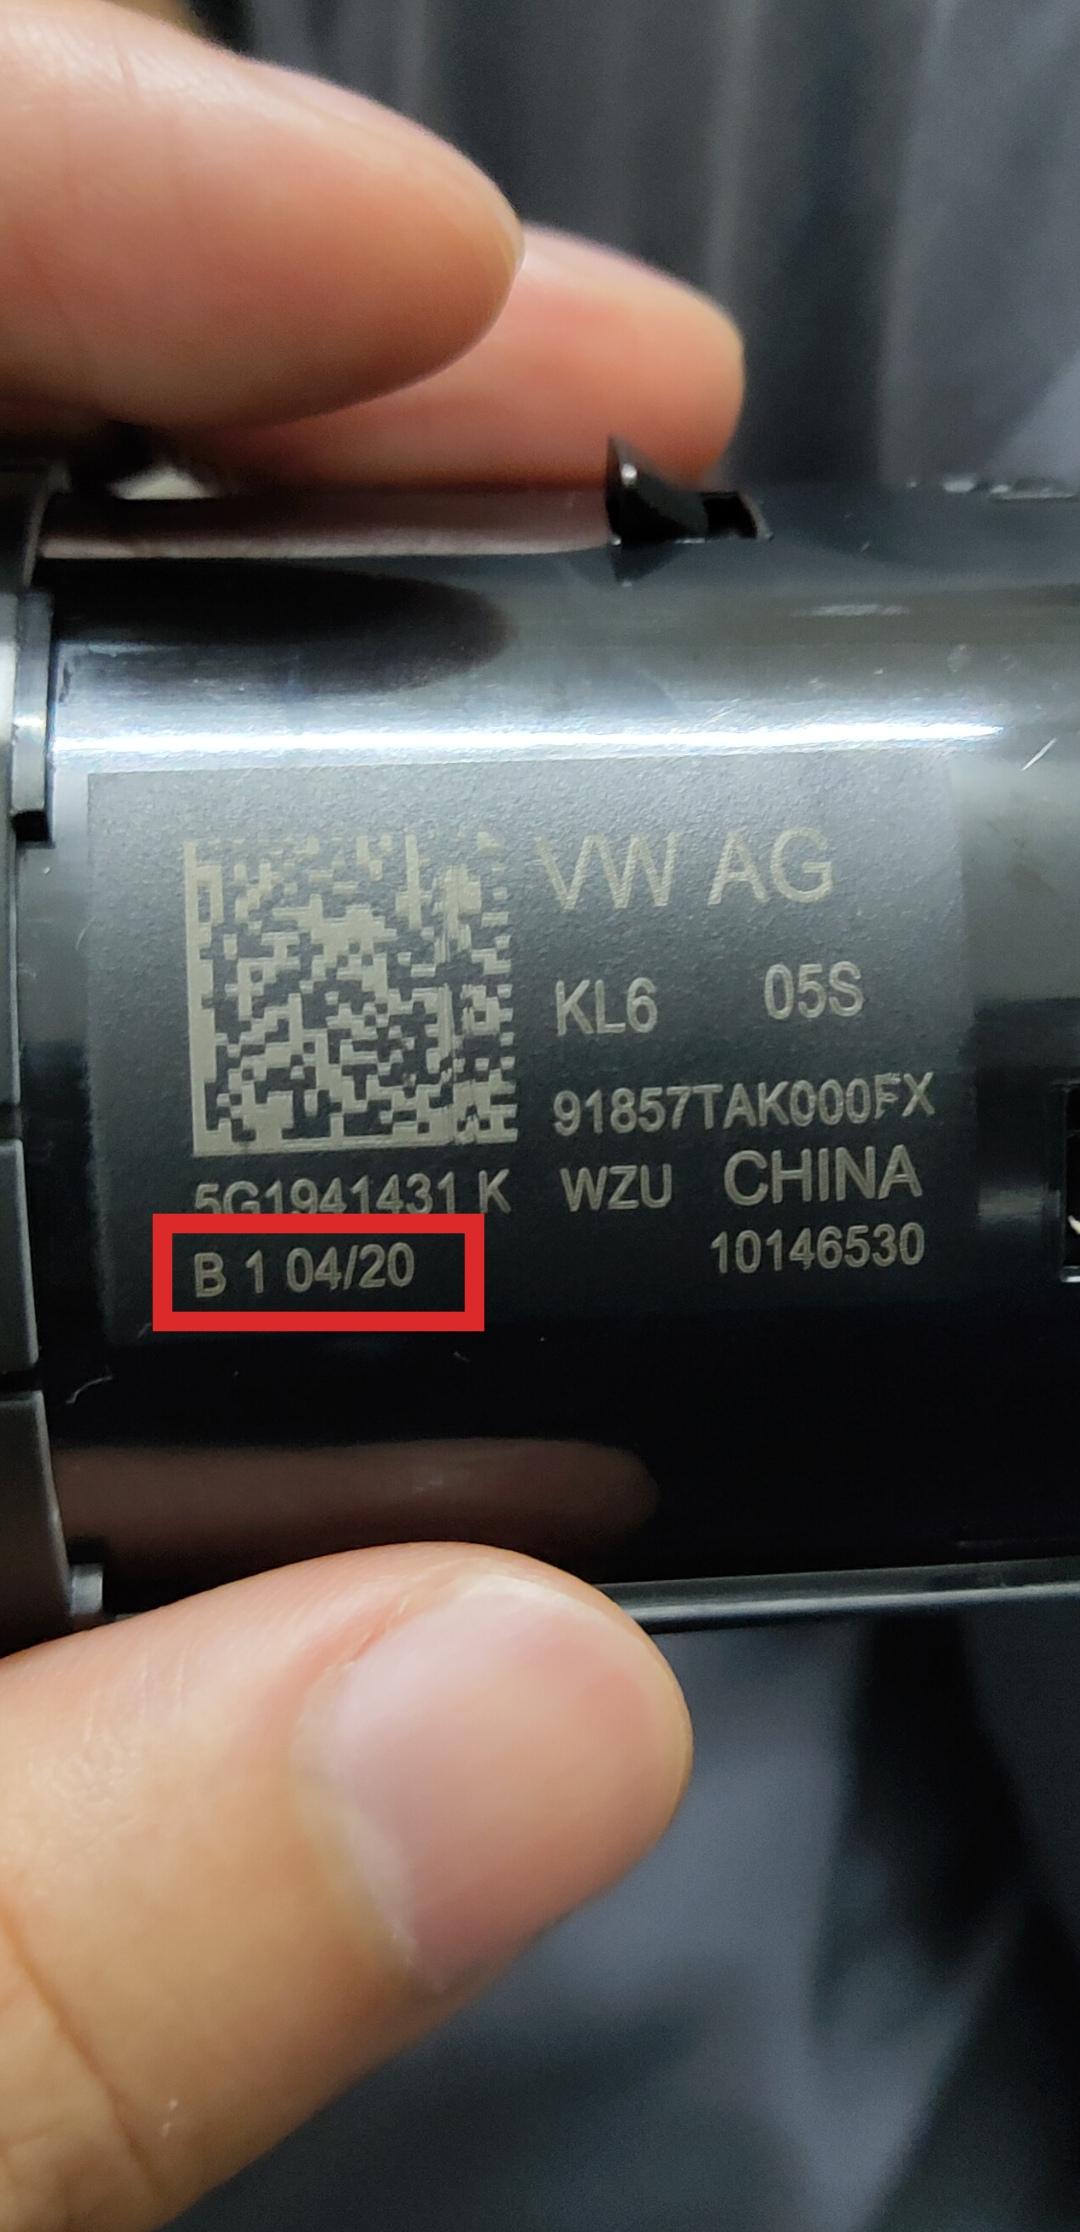 VW AG
KL6 05S
91857TAK000FX
5G1941431 K WZU CHINA
B 1 04/20 10146530